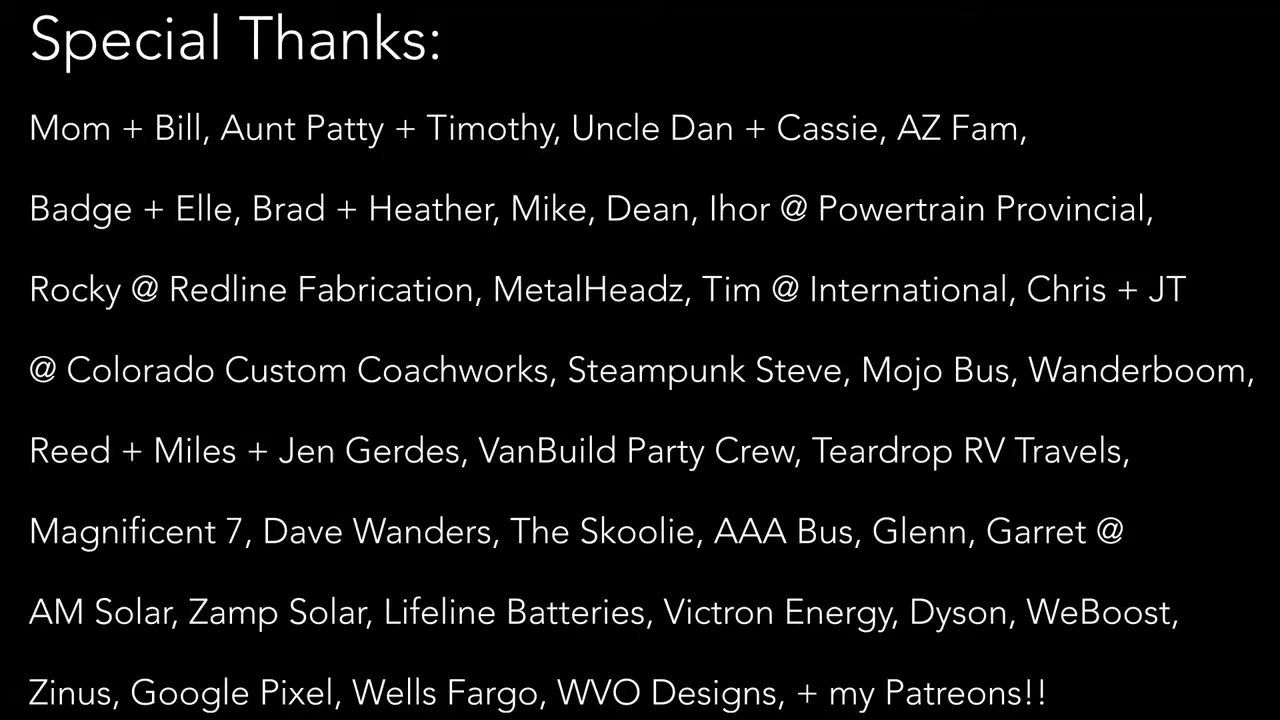 Special Thanks:
Mom + Bill, Aunt Patty + Timothy, Uncle Dan + Cassie, AZ Fam,
Badge + Elle, Brad + Heather, Mike, Dean, Ihor @ Powertrain Provincial,
Rocky @ Redline Fabrication, MetalHeadz, Tim @ International, Chris + JT
@ Colorado Custom Coachworks, Steampunk Steve, Mojo Bus, Wanderboom,
Reed + Miles + Jen Gerdes, VanBuild Party Crew, Teardrop RV Travels,
Magnificent 7, Dave Wanders, The Skoolie, AAA Bus, Glenn, Garret @
AM Solar, Zamp Solar, Lifeline Batteries, Victron Energy, Dyson, WeBoost,
Zinus, Google Pixel, Wells Fargo, WVO Designs, + my Patreons!!